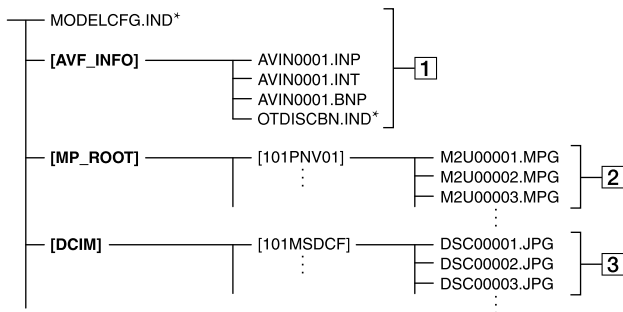 MODELCFG.IND*
[AVF_INFO] AVIN0001.INP
AVIN0001.INT
1
AVIN0001.BNP
OTDISCBN.IND*
[MP_ROOT] [101PNV01] M2U00001.MPG
M2U00002.MPG
2
M2U00003.MPG
[DCIM] [101MSDCF] DSC00001.JPG
DSC00002.JPG
3
DSC00003.JPG